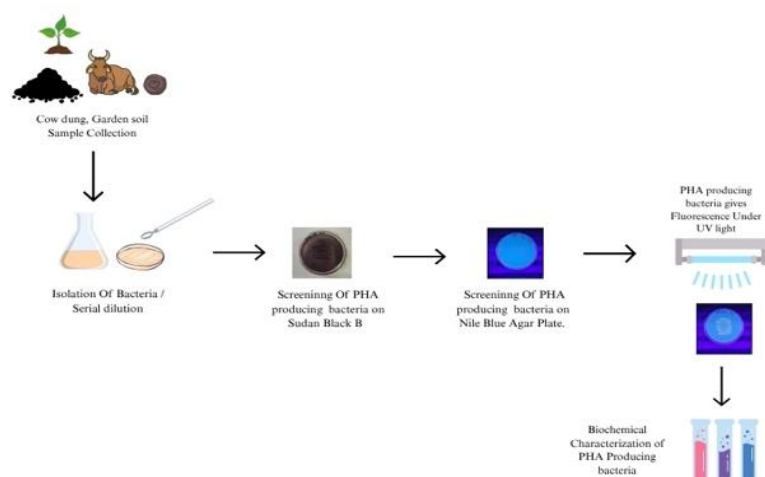 Cow dung, Garden soil
Sample Collection
Isolation Of Bacteria /
Serial dilution
Screeninng Of PHA
producing bacteria on
Sudan Black B
Screeninng Of PHA
producing bacteria on
Nile Blue Agar Plate.
PHA producing
bacteria gives
Fluorescence Under
UV light
Biochemical
Characterization of
PHA Producing
bacteria